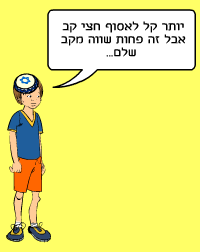 יותר קל לאסוף חצי קב
אבל זה פחות שווה מקב
שלם...